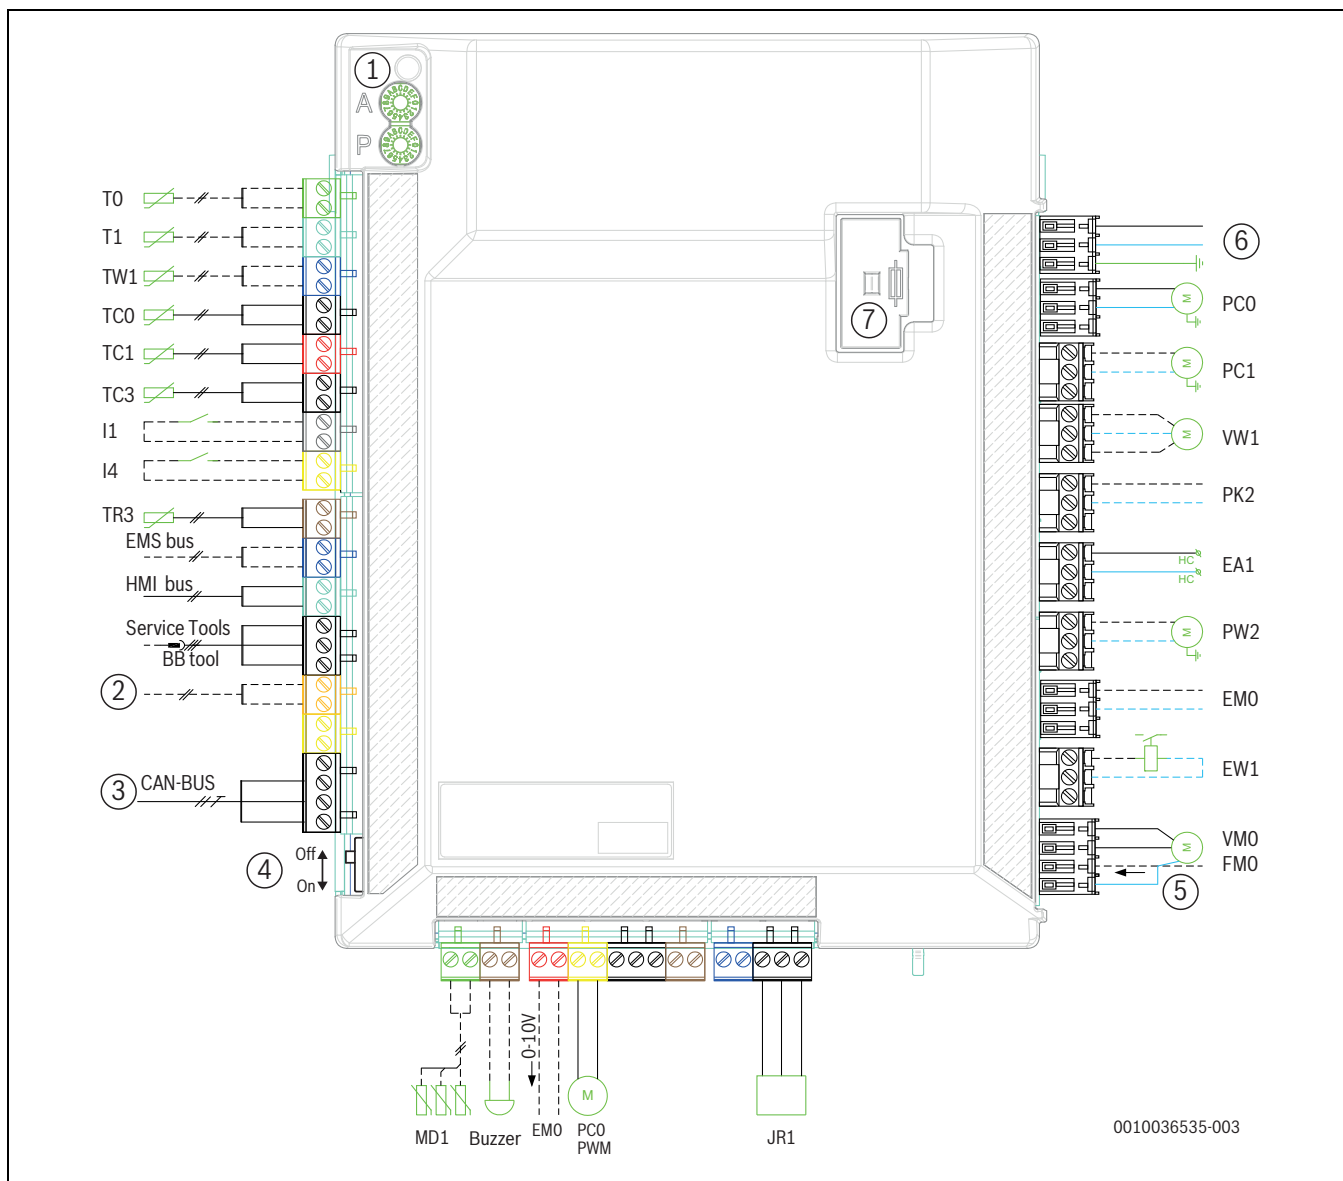 1
A
P
T0
T1
TW1
TC0
TC1
TC3
I1
I4
TR3
EMS bus
HMI bus
Service Tools
BB tool
2
3 CAN-BUS
4 Off
On
6
7
M PC0
M PC1
M VW1
PK2
HC
HC
EA1
M PW2
EM0
EW1
M VM0
FM0
5
0-10V
M
MD1
Buzzer
EM0
PC0
PWM
JR1
0010036535-003